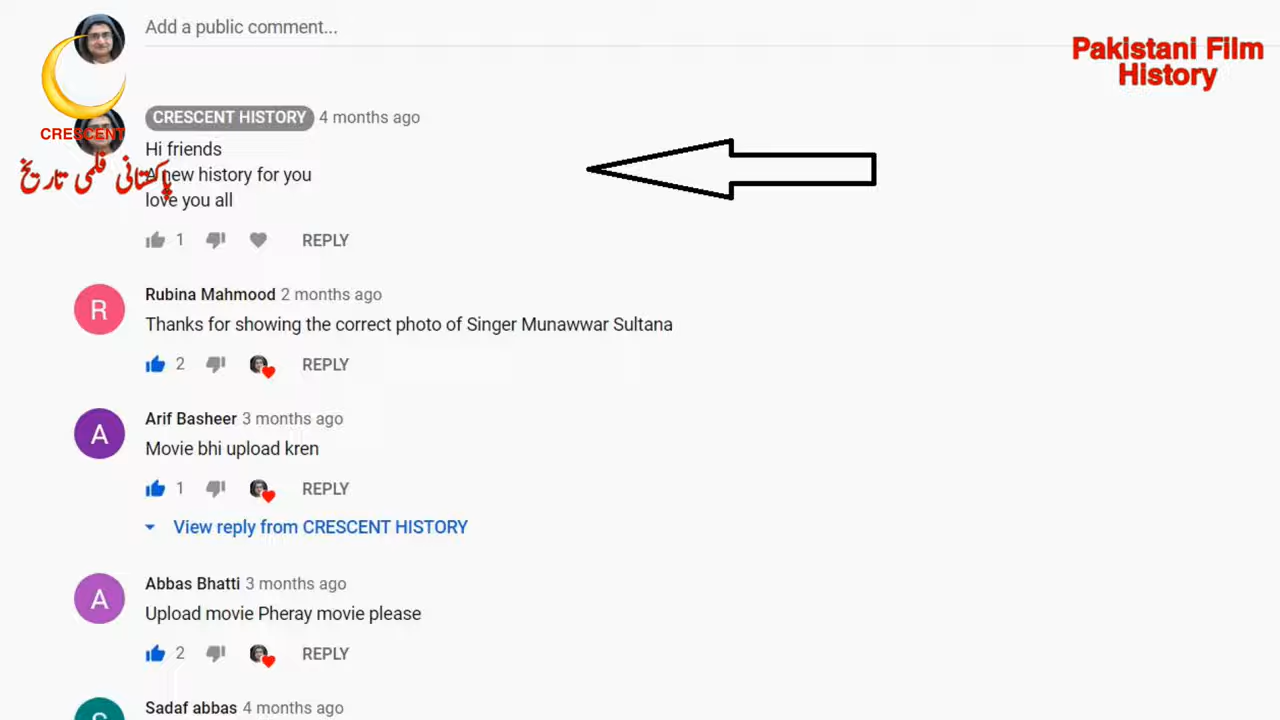 Add a public comment...
Pakistani Film
History
CRESCENT HISTORY 4 months ago
CRESCENT
Hi friends
A new history for you
love you all
پاکستانی فلمی تاریخ
1 REPLY
R
Rubina Mahmood 2 months ago
Thanks for showing the correct photo of Singer Munawwar Sultana
2 REPLY
A
Arif Basheer 3 months ago
Movie bhi upload kren
1 REPLY
View reply from CRESCENT HISTORY
A
Abbas Bhatti 3 months ago
Upload movie Pheray movie please
2 REPLY
S
Sadaf abbas 4 months ago